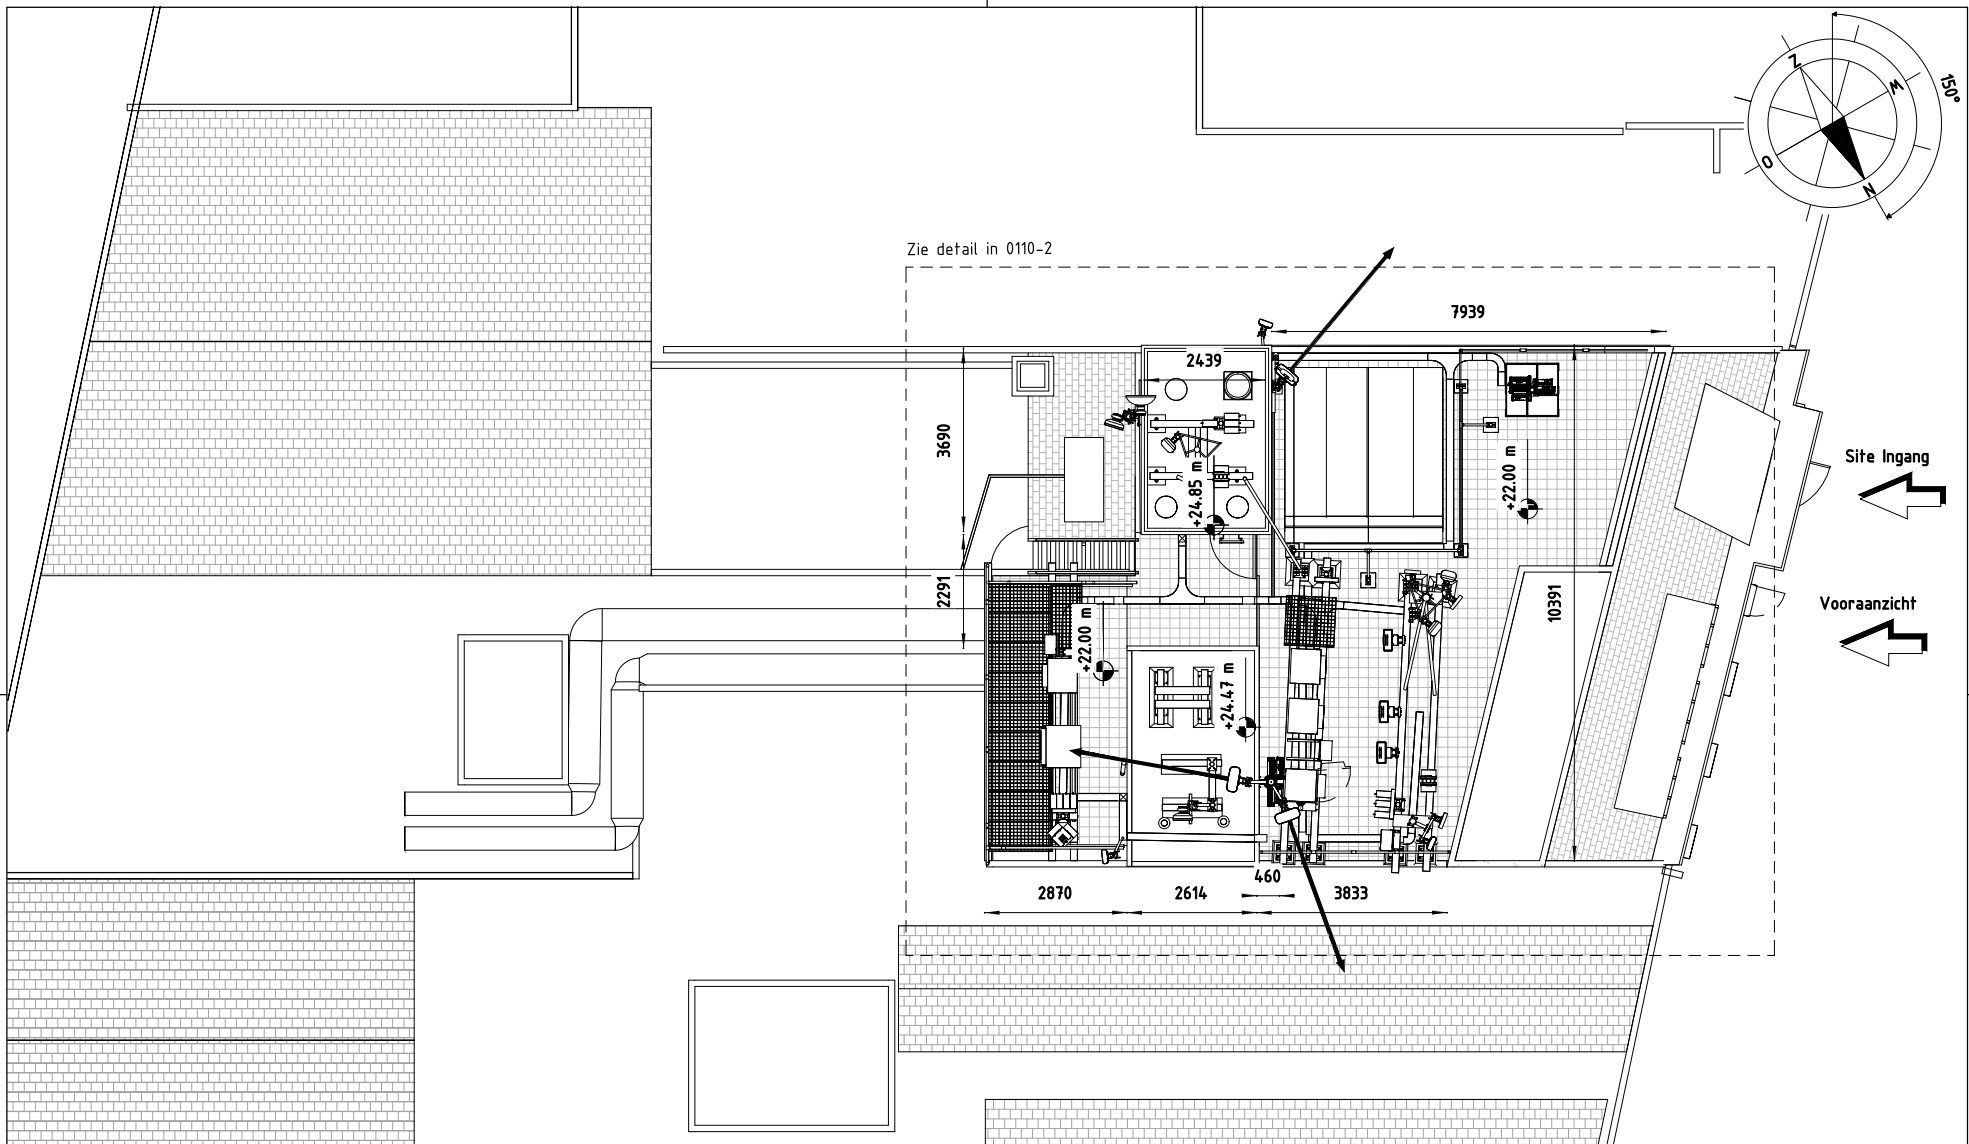 Z
W
150°
O
N
Zie detail in 0110-2
7939
2439
3690
+24.85 m
+22.00 m
Site Ingang
2291
+22.00 m
10391
Vooraanzicht
+24.47 m
460
2870
2614
3833